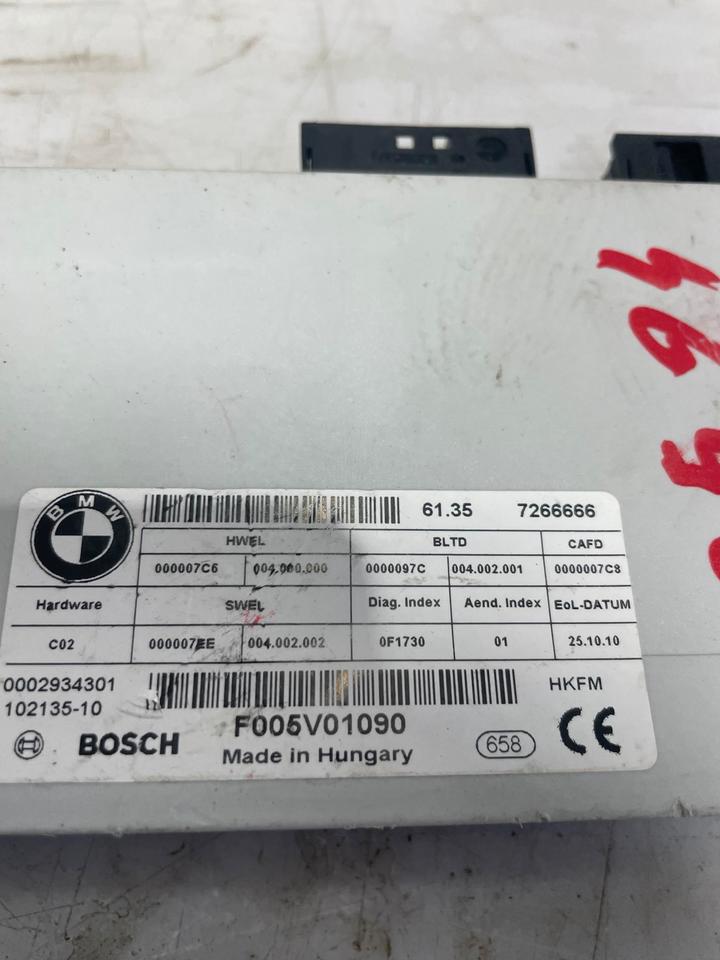 BMW
61.35 7266666
HWEL BLTD CAFD
000007C6 004.000.000 0000097C 004.002.001 0000007C8
Hardware SWEL Diag. Index Aend. Index EoL-DATUM
C02 000007EE 004.002.002 0F1730 01 25.10.10
0002934301 HKFM
102135-10
F005V01090
BOSCH Made in Hungary 658 CE